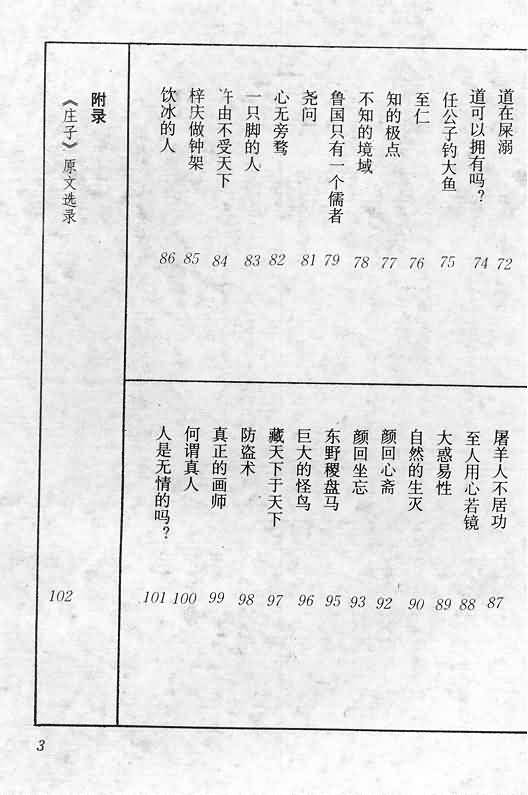 道在屎溺 72
道可以拥有吗？ 74
任公子钓大鱼 75
至仁 76
知的极点 77
不知的境域 78
鲁国只有一个儒者 79
尧问 81
心无旁骛 82
一只脚的人 83
许由不受天下 84
梓庆做钟架 85
饮冰的人 86
屠羊人不居功 87
至人用心若镜 88
大惑易性 89
自然的生灭 90
颜回心斋 92
颜回坐忘 93
东野稷盘马 95
巨大的怪鸟 96
藏天下于天下 97
防盗术 98
真正的画师 99
何谓真人 100
人是无情的吗？ 101
附录
《庄子》原文选录 102
3